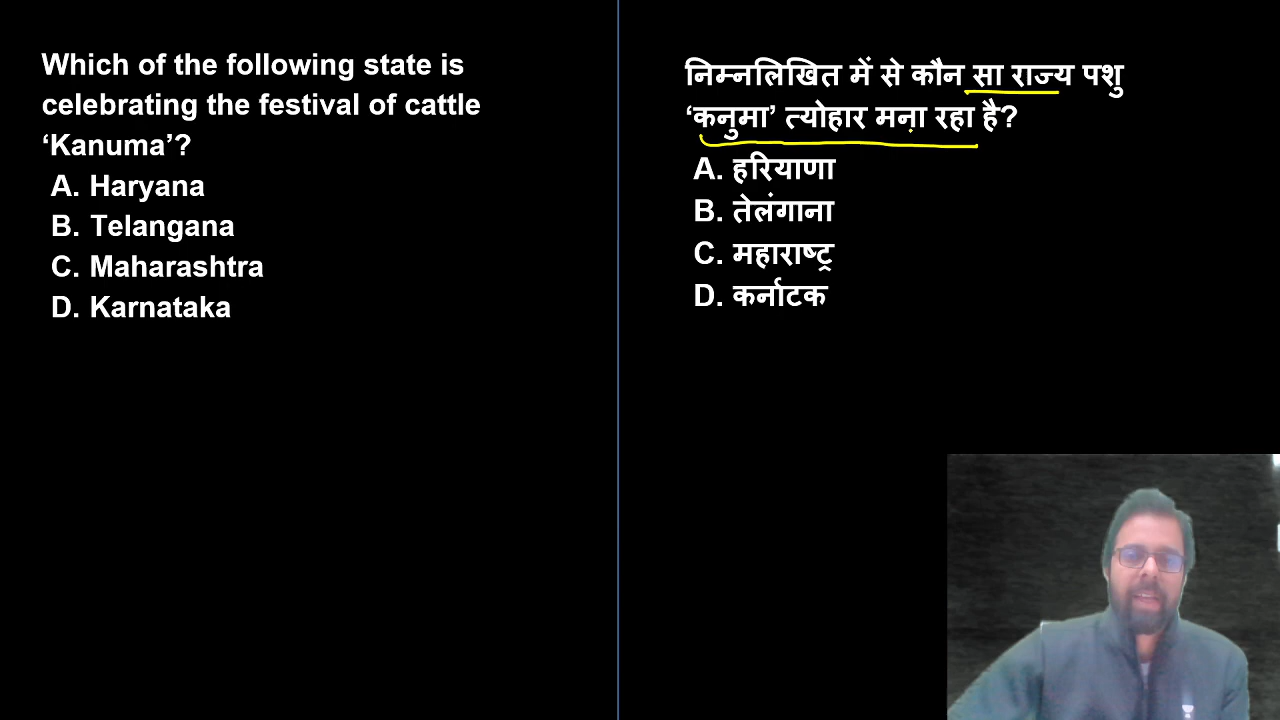 Which of the following state is
celebrating the festival of cattle
‘Kanuma’?
A. Haryana
B. Telangana
C. Maharashtra
D. Karnataka
निम्नलिखित में से कौन सा राज्य पशु
‘कनुमा’ त्योहार मना रहा है?
A. हरियाणा
B. तेलंगाना
C. महाराष्ट्र
D. कर्नाटक